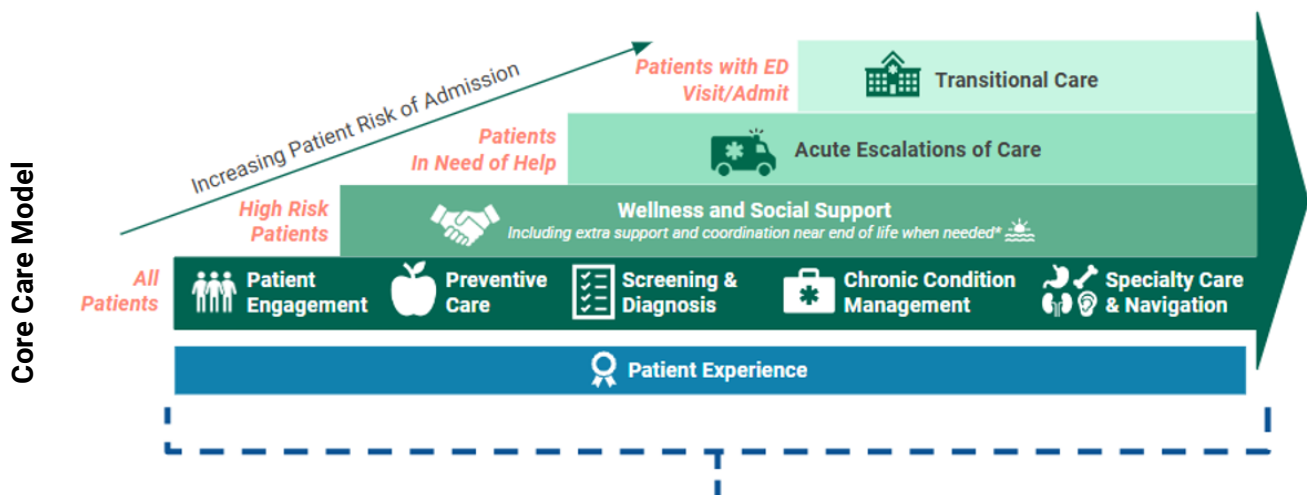 Core Care Model
Increasing Patient Risk of Admission
Patients with ED
Visit/Admit
Transitional Care
Patients
In Need of Help
Acute Escalations of Care
High Risk
Patients
Wellness and Social Support
Including extra support and coordination near end of life when needed*
All
Patients
Patient
Engagement
Preventive
Care
Screening &
Diagnosis
Chronic Condition
Management
Specialty Care
& Navigation
Patient Experience